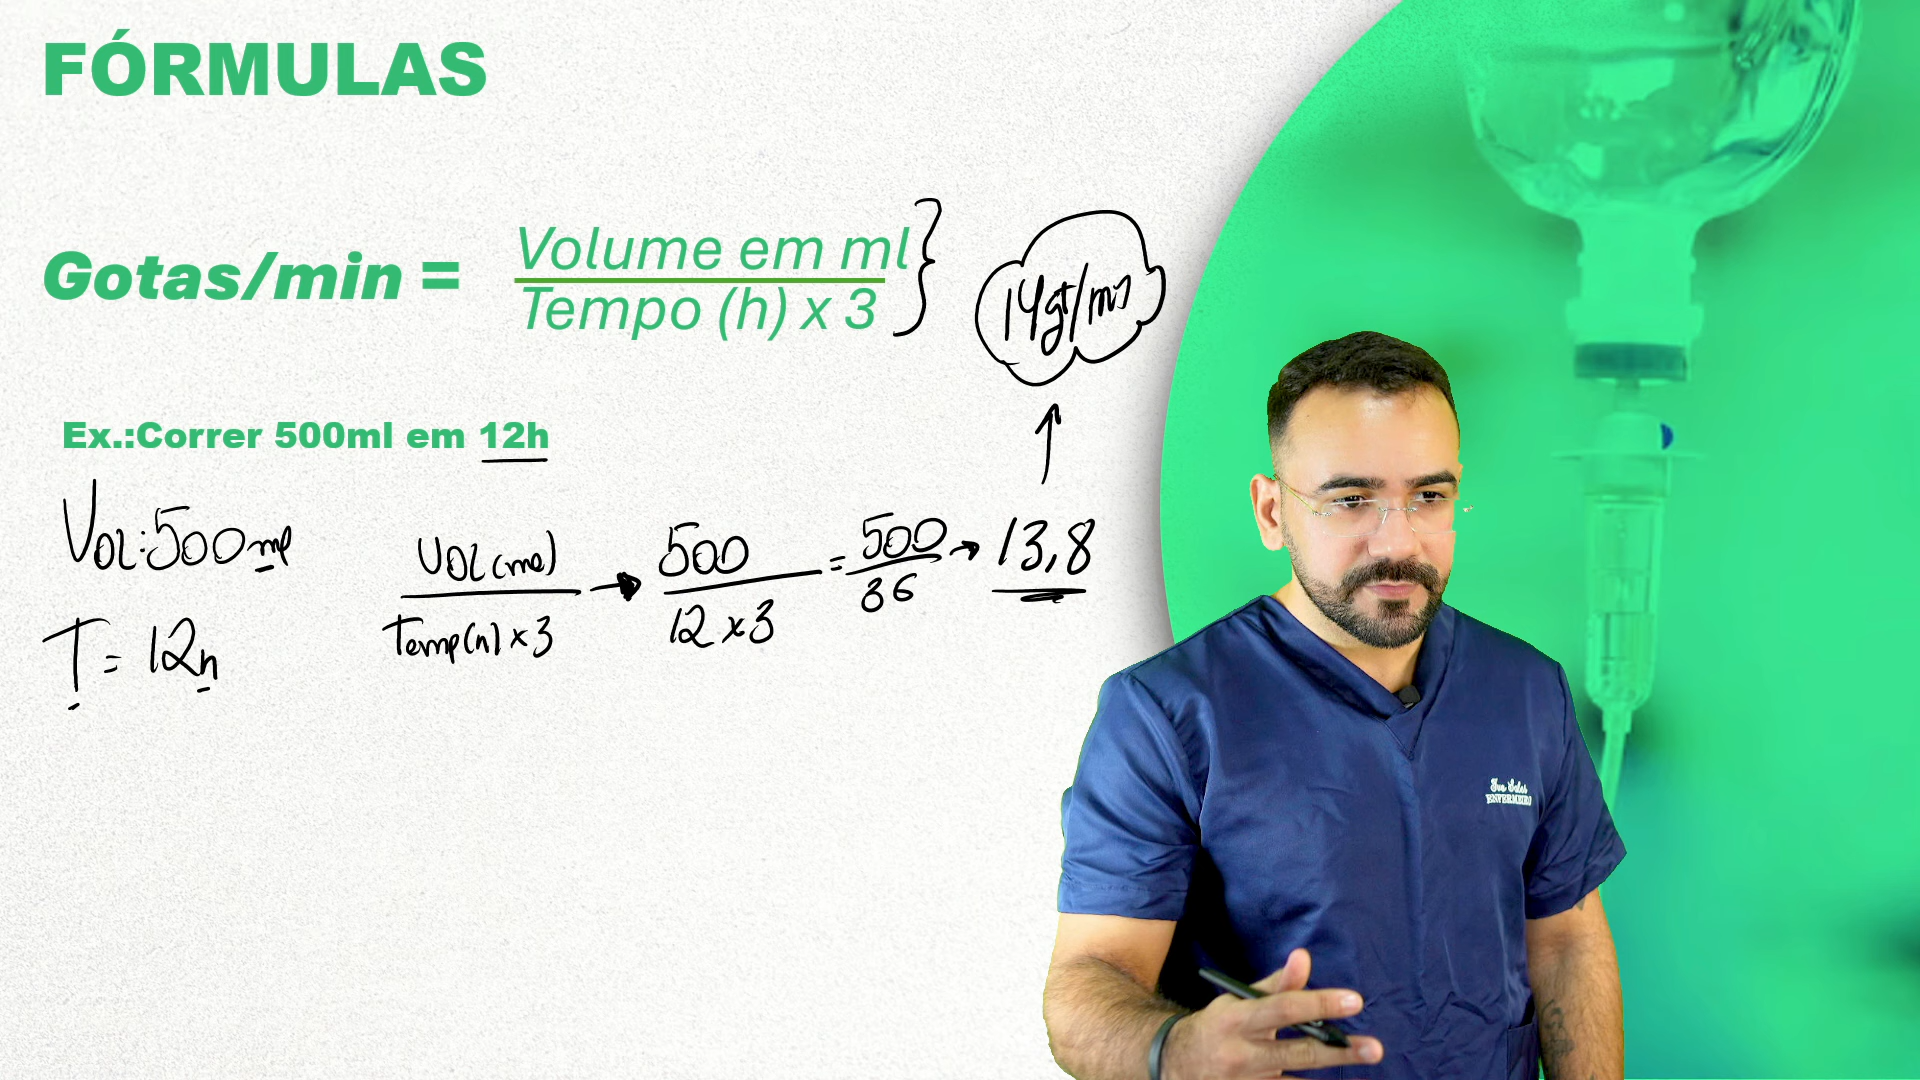 FÓRMULAS
Gotas/min = Volume em ml
Tempo (h) x 3
14gt/min
Ex.:Correr 500ml em 12h
Vol:500ml
T = 12h
Vol(ml)
Temp(h) x 3
500
12 x 3
=
500
36
13,8
ENFERMEIRO